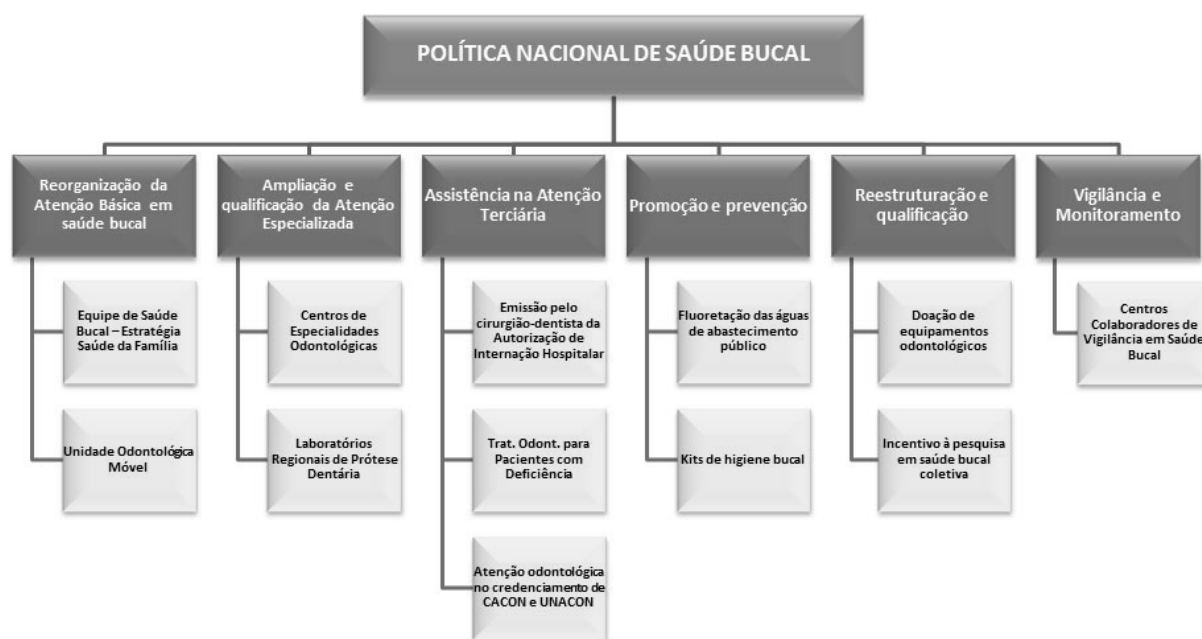 POLÍTICA NACIONAL DE SAÚDE BUCAL
Reorganização da
Atenção Básica em
saúde bucal
Ampliação e
qualificação da Atenção
Especializada
Assistência na Atenção
Terciária
Promoção e prevenção
Reestruturação e
qualificação
Vigilância e
Monitoramento
Equipe de Saúde
Bucal – Estratégia
Saúde da Família
Centros de
Especialidades
Odontológicas
Emissão pelo
cirurgião-dentista da
Autorização de
Internação Hospitalar
Fluoretação das águas
de abastecimento
público
Doação de
equipamentos
odontológicos
Centros
Colaboradores de
Vigilância em Saúde
Bucal
Unidade Odontológica
Móvel
Laboratórios
Regionais de Prótese
Dentária
Trat. Odont. para
Pacientes com
Deficiência
Kits de higiene bucal
Incentivo à pesquisa
em saúde bucal
coletiva
Atenção odontológica
no credenciamento de
CACON e UNACON